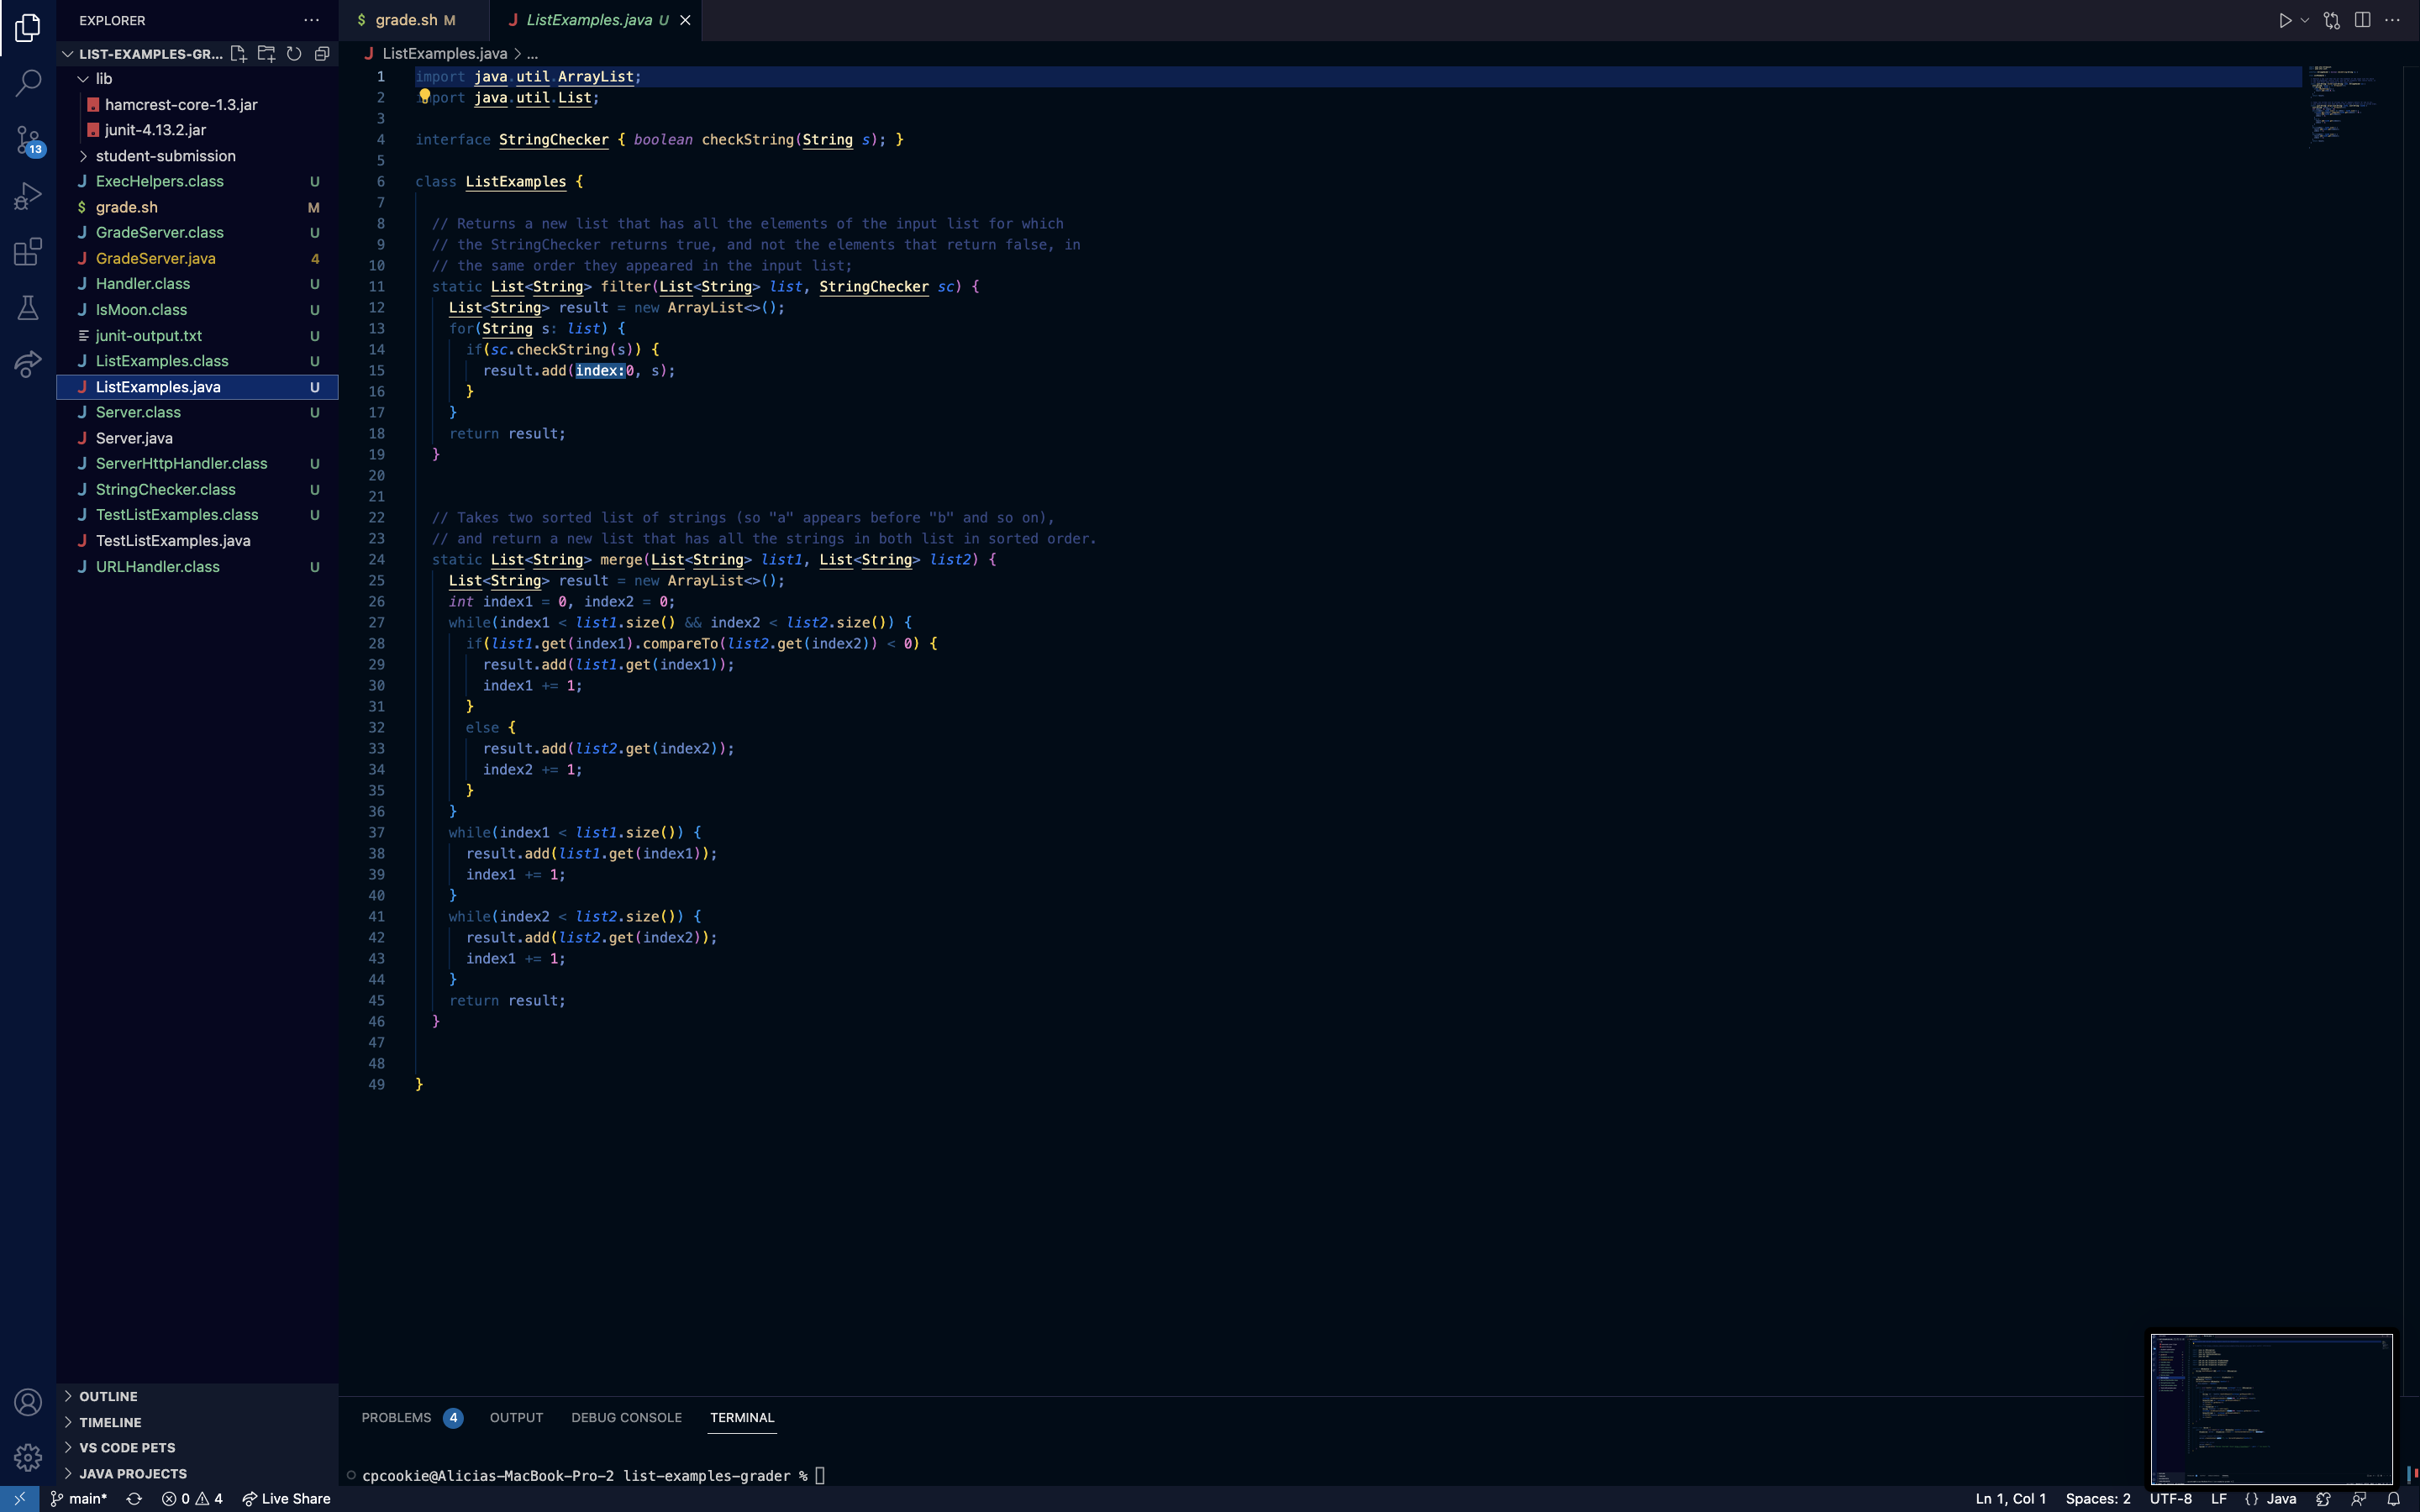 EXPLORER
LIST-EXAMPLES-GR...
lib
hamcrest-core-1.3.jar
junit-4.13.2.jar
student-submission
ExecHelpers.class U
grade.sh M
GradeServer.class U
GradeServer.java 4
Handler.class U
IsMoon.class U
junit-output.txt U
ListExamples.class U
ListExamples.java U
Server.class U
Server.java
ServerHttpHandler.class U
StringChecker.class U
TestListExamples.class U
TestListExamples.java
URLHandler.class U
13
OUTLINE
TIMELINE
VS CODE PETS
JAVA PROJECTS
$ grade.sh M
J ListExamples.java U
J ListExamples.java > ...
1 import java.util.ArrayList;
2 import java.util.List;
3
4 interface StringChecker { boolean checkString(String s); }
5
6 class ListExamples {
7
8 // Returns a new list that has all the elements of the input list for which
9 // the StringChecker returns true, and not the elements that return false, in
10 // the same order they appeared in the input list;
11 static List<String> filter(List<String> list, StringChecker sc) {
12 List<String> result = new ArrayList<>();
13 for(String s: list) {
14 if(sc.checkString(s)) {
15 result.add(index:0, s);
16 }
17 }
18 return result;
19 }
20
21
22 // Takes two sorted list of strings (so "a" appears before "b" and so on),
23 // and return a new list that has all the strings in both list in sorted order.
24 static List<String> merge(List<String> list1, List<String> list2) {
25 List<String> result = new ArrayList<>();
26 int index1 = 0, index2 = 0;
27 while(index1 < list1.size() && index2 < list2.size()) {
28 if(list1.get(index1).compareTo(list2.get(index2)) < 0) {
29 result.add(list1.get(index1));
30 index1 += 1;
31 }
32 else {
33 result.add(list2.get(index2));
34 index2 += 1;
35 }
36 }
37 while(index1 < list1.size()) {
38 result.add(list1.get(index1));
39 index1 += 1;
40 }
41 while(index2 < list2.size()) {
42 result.add(list2.get(index2));
43 index1 += 1;
44 }
45 return result;
46 }
47
48
49 }
PROBLEMS 4 OUTPUT DEBUG CONSOLE TERMINAL
cpcookie@Alicias-MacBook-Pro-2 list-examples-grader %
main* 0 4 Live Share
Ln 1, Col 1 Spaces: 2 UTF-8 LF {} Java